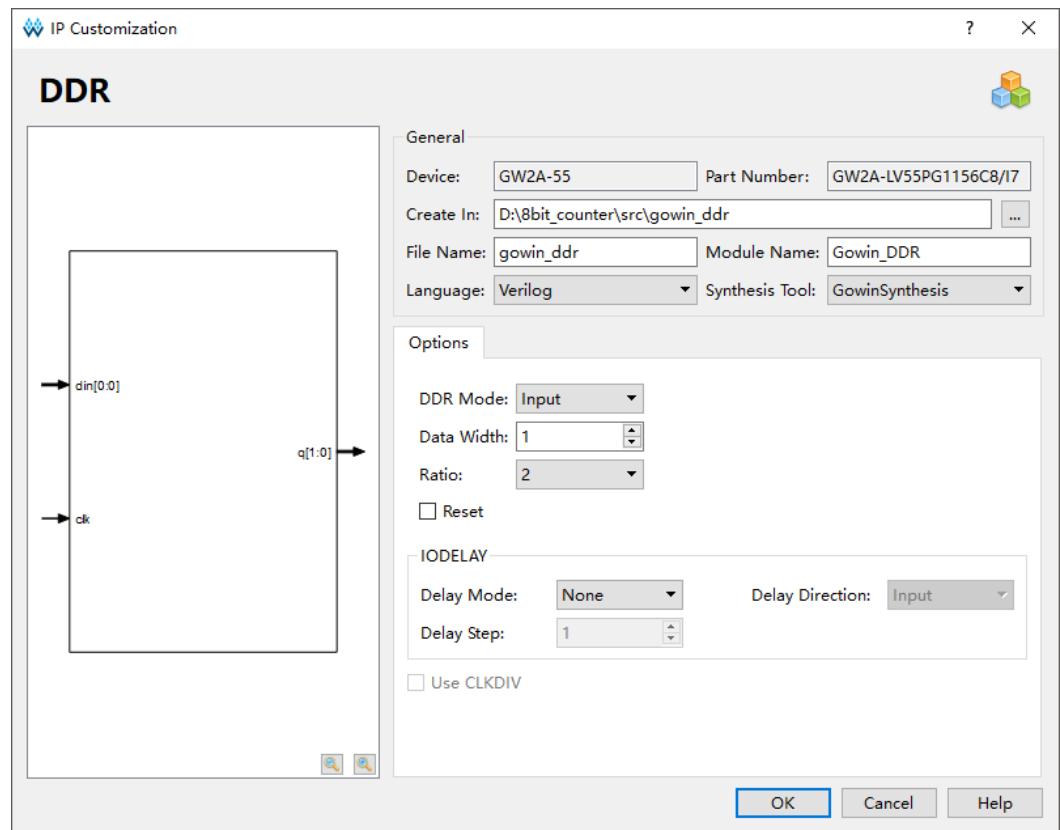 IP Customization ? ×
DDR
General
Device: GW2A-55 Part Number: GW2A-LV55PG1156C8/I7
Create In: D:\8bit_counter\src\gowin_ddr ...
File Name: gowin_ddr Module Name: Gowin_DDR
Language: Verilog Synthesis Tool: GowinSynthesis
Options
din[0:0]
DDR Mode: Input
Data Width: 1
q[1:0]
Ratio: 2
Reset
clk
IODELAY
Delay Mode: None Delay Direction: Input
Delay Step: 1
Use CLKDIV
OK Cancel Help